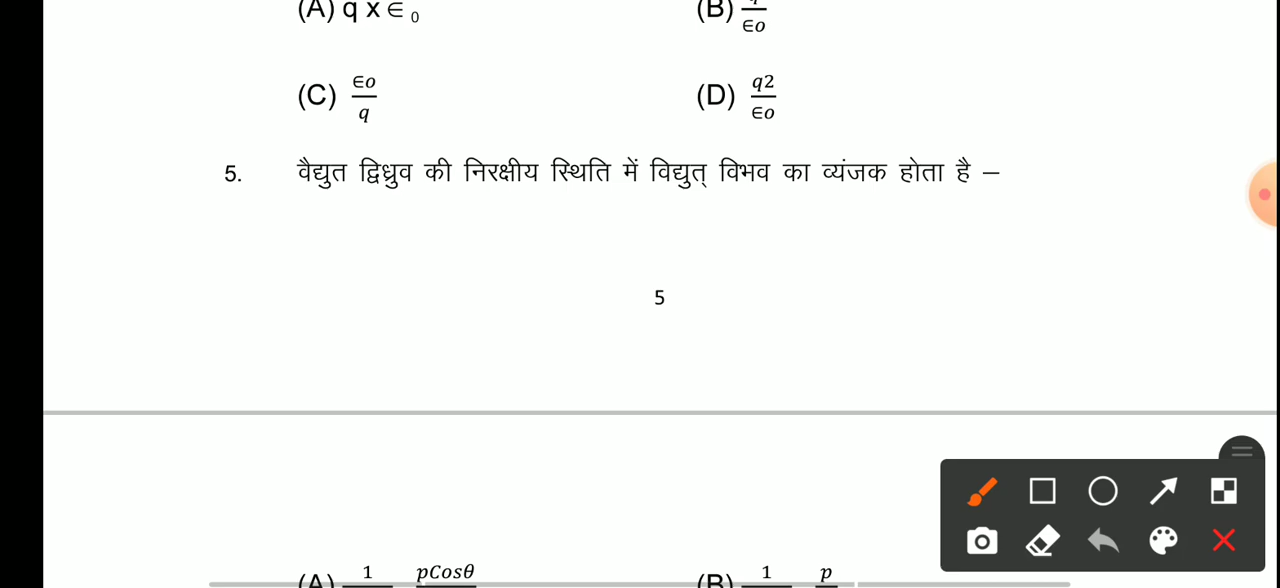 (A) q x ∈ ₀ (B) /∈o
(C) ∈o/q (D) q2/∈o
5. वैद्युत द्विध्रुव की निरक्षीय स्थिति में विद्युत् विभव का व्यंजक होता है –
5
(A) 1 pCosθ (B) 1 p